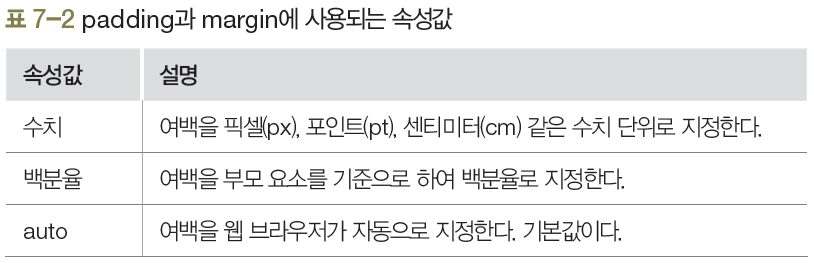 표 7-2 padding과 margin에 사용되는 속성값
속성값 설명
수치 여백을 픽셀(px), 포인트(pt), 센티미터(cm) 같은 수치 단위로 지정한다.
백분율 여백을 부모 요소를 기준으로 하여 백분율로 지정한다.
auto 여백을 웹 브라우저가 자동으로 지정한다. 기본값이다.